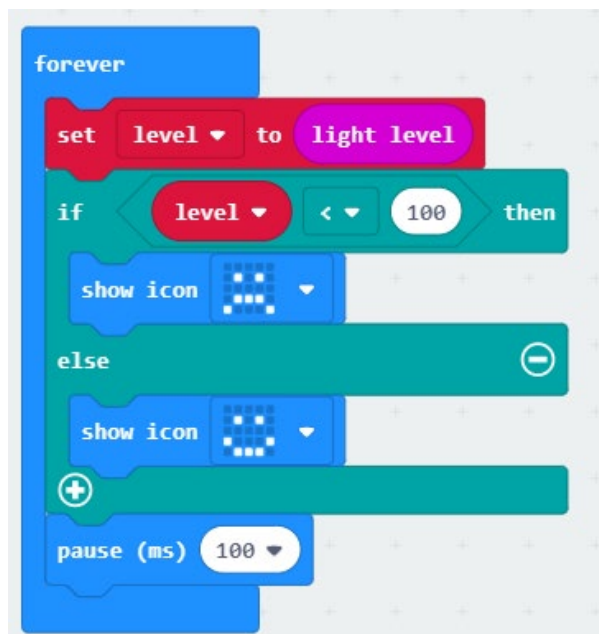 forever
set level to light level
if level < 100 then
show icon
else
show icon
pause (ms) 100